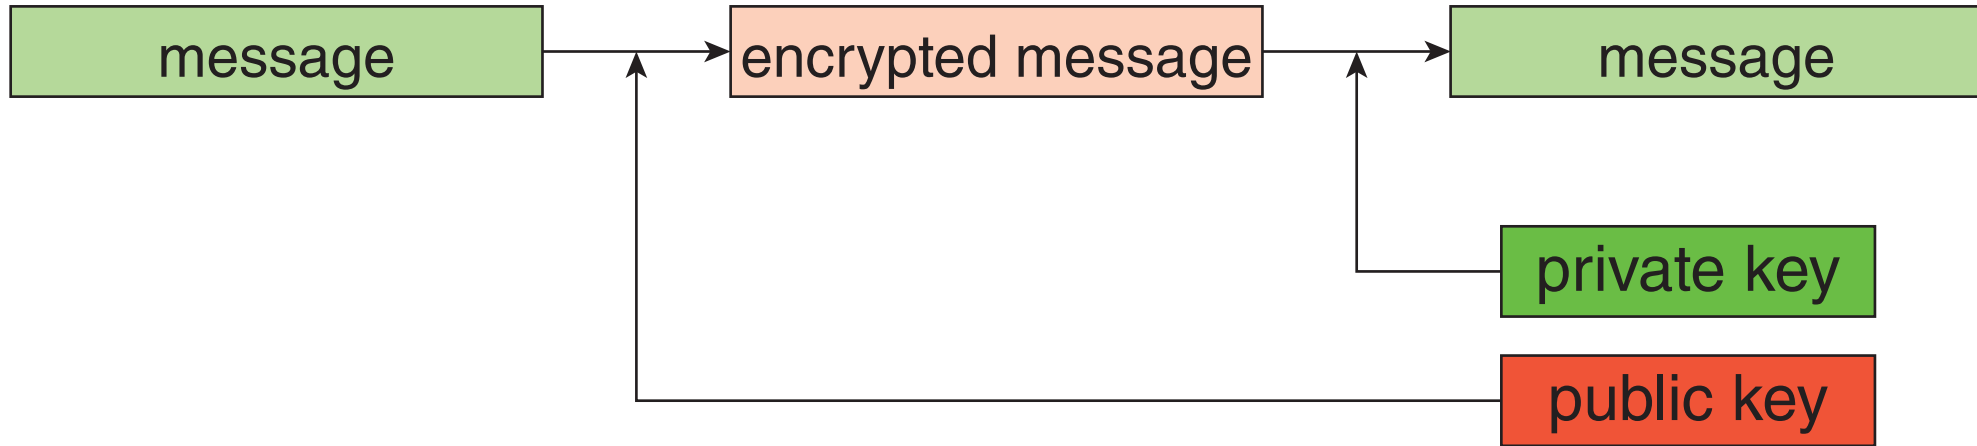 message
encrypted message
message
private key
public key